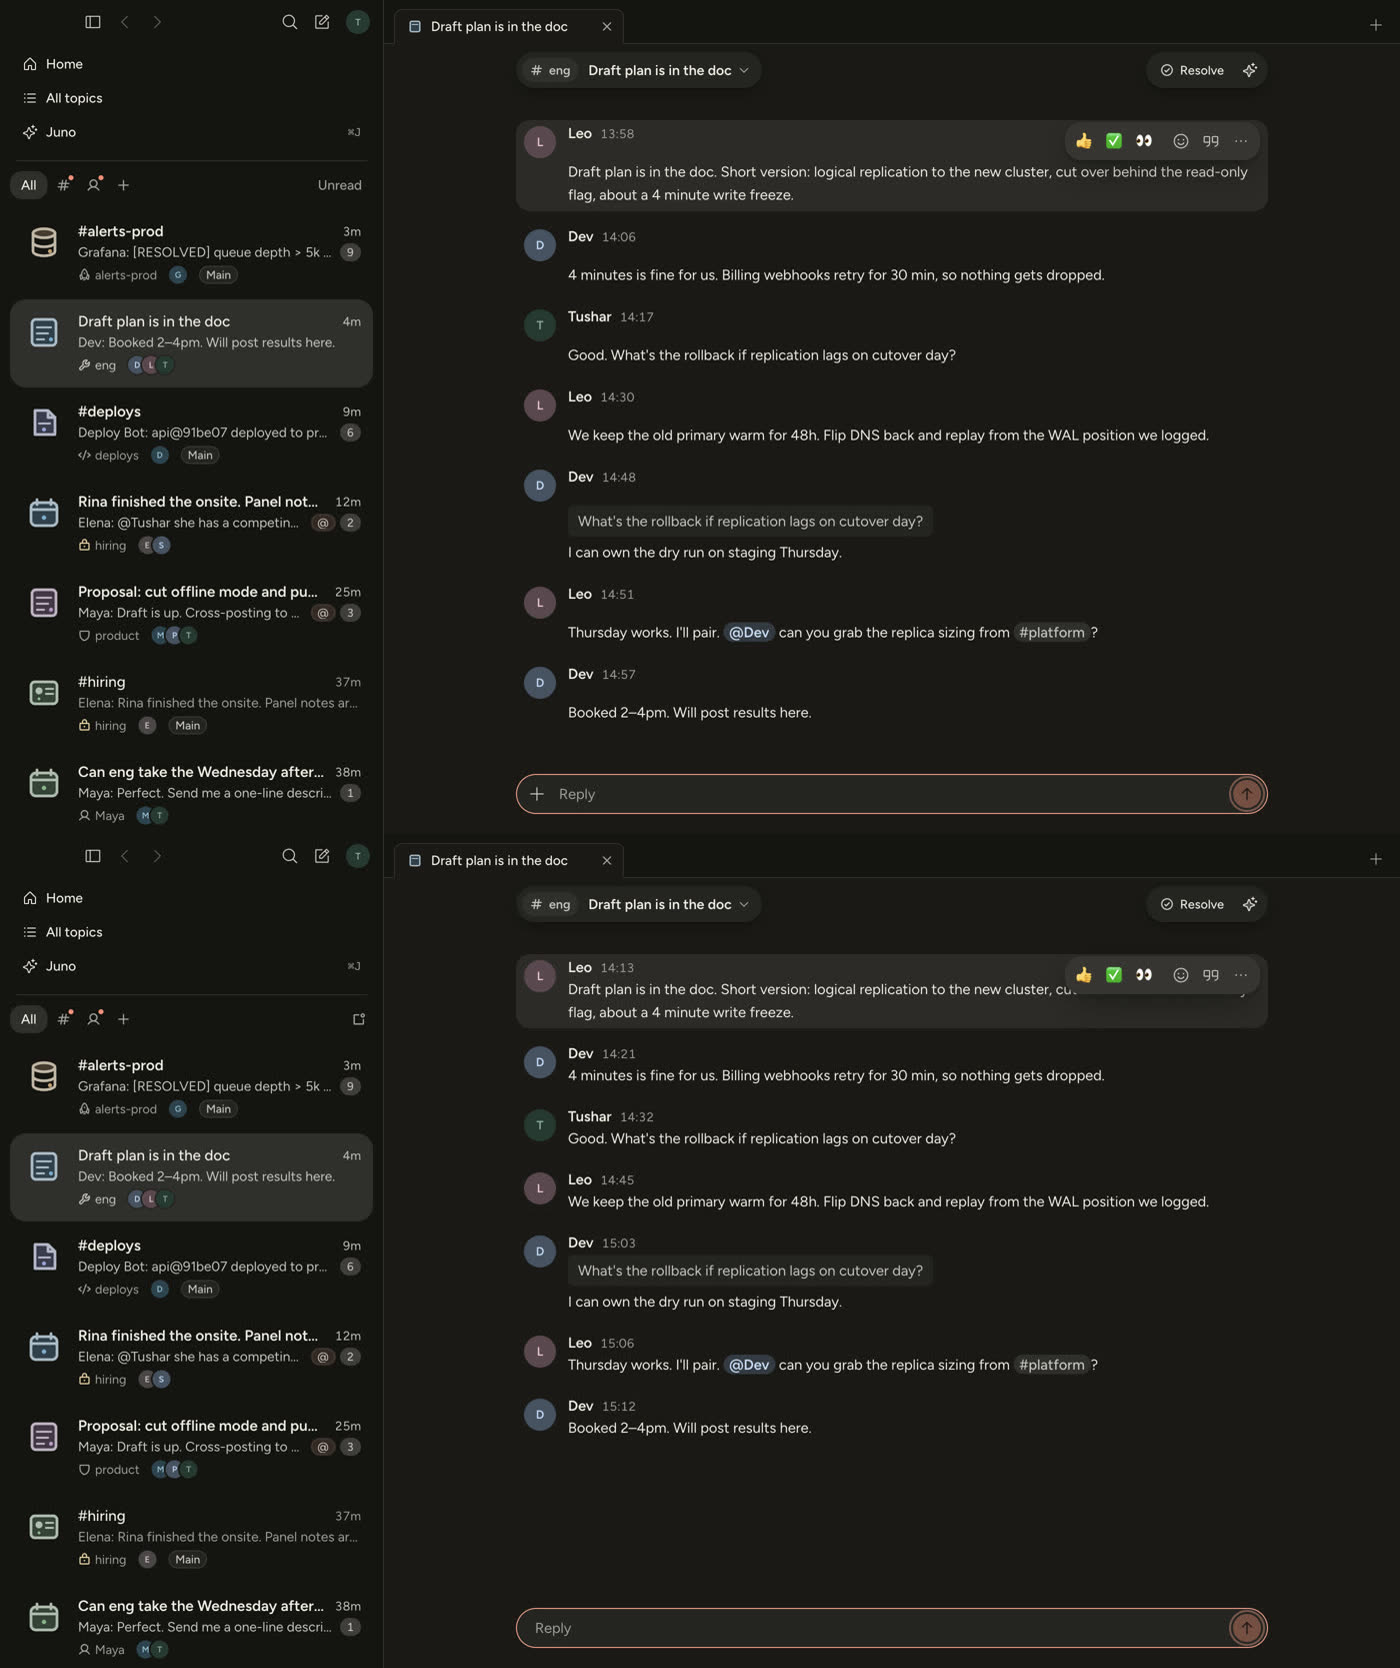 T
Draft plan is in the doc
Home
All topics
Juno
⌘J
All
Unread
#alerts-prod
3m
Grafana: [RESOLVED] queue depth > 5k ...
9
alerts-prod
G
Main
Draft plan is in the doc
4m
Dev: Booked 2–4pm. Will post results here.
eng
D
L
T
#deploys
9m
Deploy Bot: api@91be07 deployed to pr...
6
deploys
D
Main
Rina finished the onsite. Panel not...
12m
Elena: @Tushar she has a competin...
@
2
hiring
E
S
Proposal: cut offline mode and pu...
25m
Maya: Draft is up. Cross-posting to ...
@
3
product
M
P
T
#hiring
37m
Elena: Rina finished the onsite. Panel notes ar...
hiring
E
Main
Can eng take the Wednesday after...
38m
Maya: Perfect. Send me a one-line descri...
1
Maya
M
T
# eng
Draft plan is in the doc
Resolve
L
Leo 13:58
Draft plan is in the doc. Short version: logical replication to the new cluster, cut over behind the read-only
flag, about a 4 minute write freeze.
D
Dev 14:06
4 minutes is fine for us. Billing webhooks retry for 30 min, so nothing gets dropped.
T
Tushar 14:17
Good. What's the rollback if replication lags on cutover day?
L
Leo 14:30
We keep the old primary warm for 48h. Flip DNS back and replay from the WAL position we logged.
D
Dev 14:48
What's the rollback if replication lags on cutover day?
I can own the dry run on staging Thursday.
L
Leo 14:51
Thursday works. I'll pair. @Dev can you grab the replica sizing from #platform ?
D
Dev 14:57
Booked 2–4pm. Will post results here.
Reply
T
Draft plan is in the doc
Home
All topics
Juno
⌘J
All
#alerts-prod
3m
Grafana: [RESOLVED] queue depth > 5k ...
9
alerts-prod
G
Main
Draft plan is in the doc
4m
Dev: Booked 2–4pm. Will post results here.
eng
D
L
T
#deploys
9m
Deploy Bot: api@91be07 deployed to pr...
6
deploys
D
Main
Rina finished the onsite. Panel not...
12m
Elena: @Tushar she has a competin...
@
2
hiring
E
S
Proposal: cut offline mode and pu...
25m
Maya: Draft is up. Cross-posting to ...
@
3
product
M
P
T
#hiring
37m
Elena: Rina finished the onsite. Panel notes ar...
hiring
E
Main
Can eng take the Wednesday after...
38m
Maya: Perfect. Send me a one-line descri...
1
Maya
M
T
# eng
Draft plan is in the doc
Resolve
L
Leo 14:13
Draft plan is in the doc. Short version: logical replication to the new cluster,
flag, about a 4 minute write freeze.
D
Dev 14:21
4 minutes is fine for us. Billing webhooks retry for 30 min, so nothing gets dropped.
T
Tushar 14:32
Good. What's the rollback if replication lags on cutover day?
L
Leo 14:45
We keep the old primary warm for 48h. Flip DNS back and replay from the WAL position we logged.
D
Dev 15:03
What's the rollback if replication lags on cutover day?
I can own the dry run on staging Thursday.
L
Leo 15:06
Thursday works. I'll pair. @Dev can you grab the replica sizing from #platform ?
D
Dev 15:12
Booked 2–4pm. Will post results here.
Reply